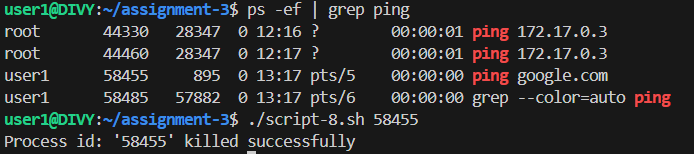 user1@DIVY:~/assignment-3$ ps -ef | grep ping
root       44330   28347  0 12:16 ?        00:00:01 ping 172.17.0.3
root       44460   28347  0 12:17 ?        00:00:01 ping 172.17.0.3
user1      58455     895  0 13:17 pts/5    00:00:00 ping google.com
user1      58485   57882  0 13:17 pts/6    00:00:00 grep --color=auto ping
user1@DIVY:~/assignment-3$ ./script-8.sh 58455
Process id: '58455' killed successfully